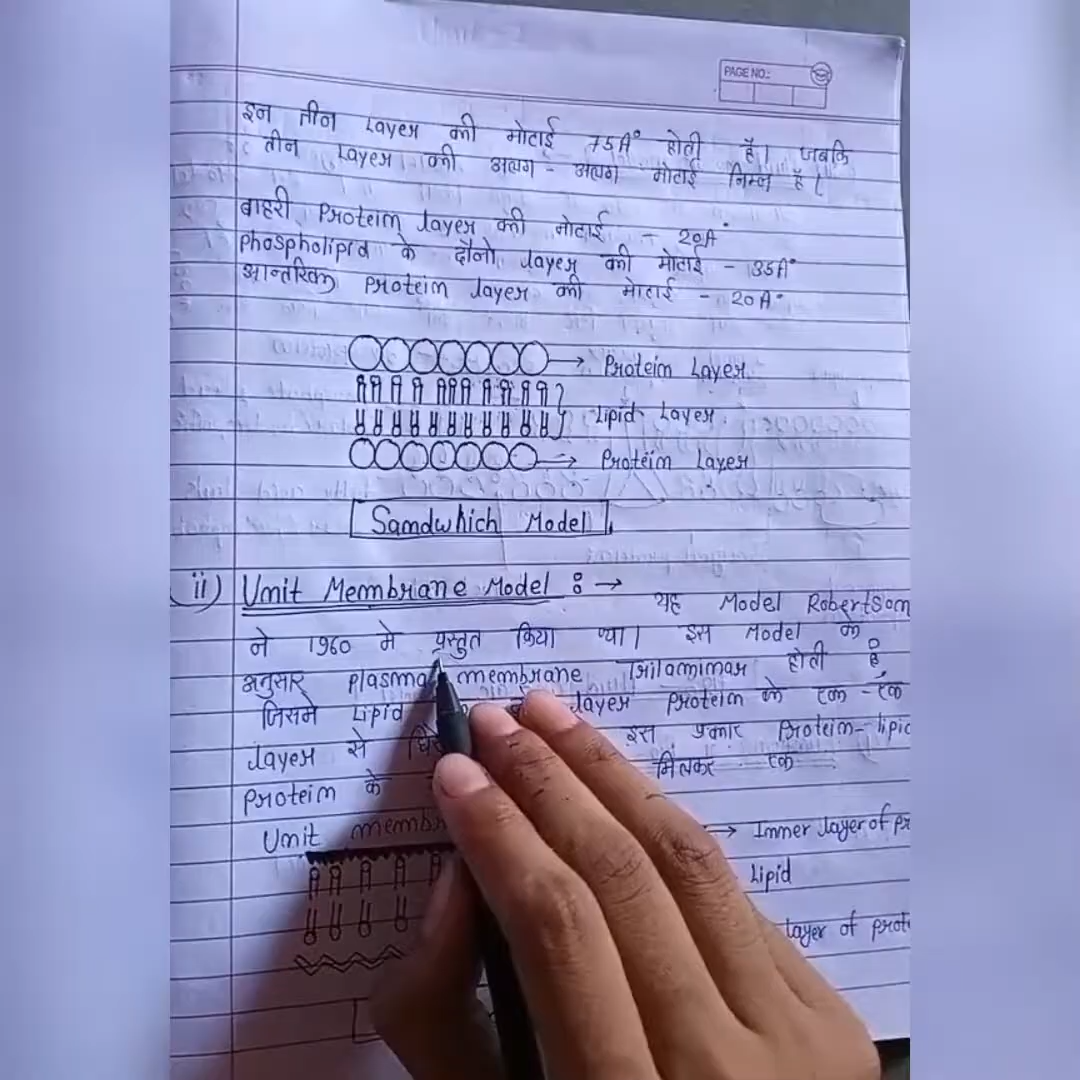 PAGE NO.:
इन तीन Layer की मोटाई 75A° होती है। जबकि
तीन Layer की अलग - अलग मोटाई निम्न है।
बाहरी Protein layer की मोटाई - 20A°
Phospholipid के दौनो layer की मोटाई - 35A°
आन्तरिक Protein layer की मोटाई - 20A°
→ Protein Layer
Lipid Layer
→ Protein Layer
Samdwhich Model
ii) Unit Membrane Model : →
यह Model Robertson
ने 1960 मे प्रस्तुत किया था। इस Model के
अनुसार plasma membrane Trilaminar होती है
जिसमे Lipid layer Protein के एक - एक
layer से इस प्रकार Protein - lipid
Protein के मिलकर एक
Unit
→ Inner layer of
Lipid
layer of